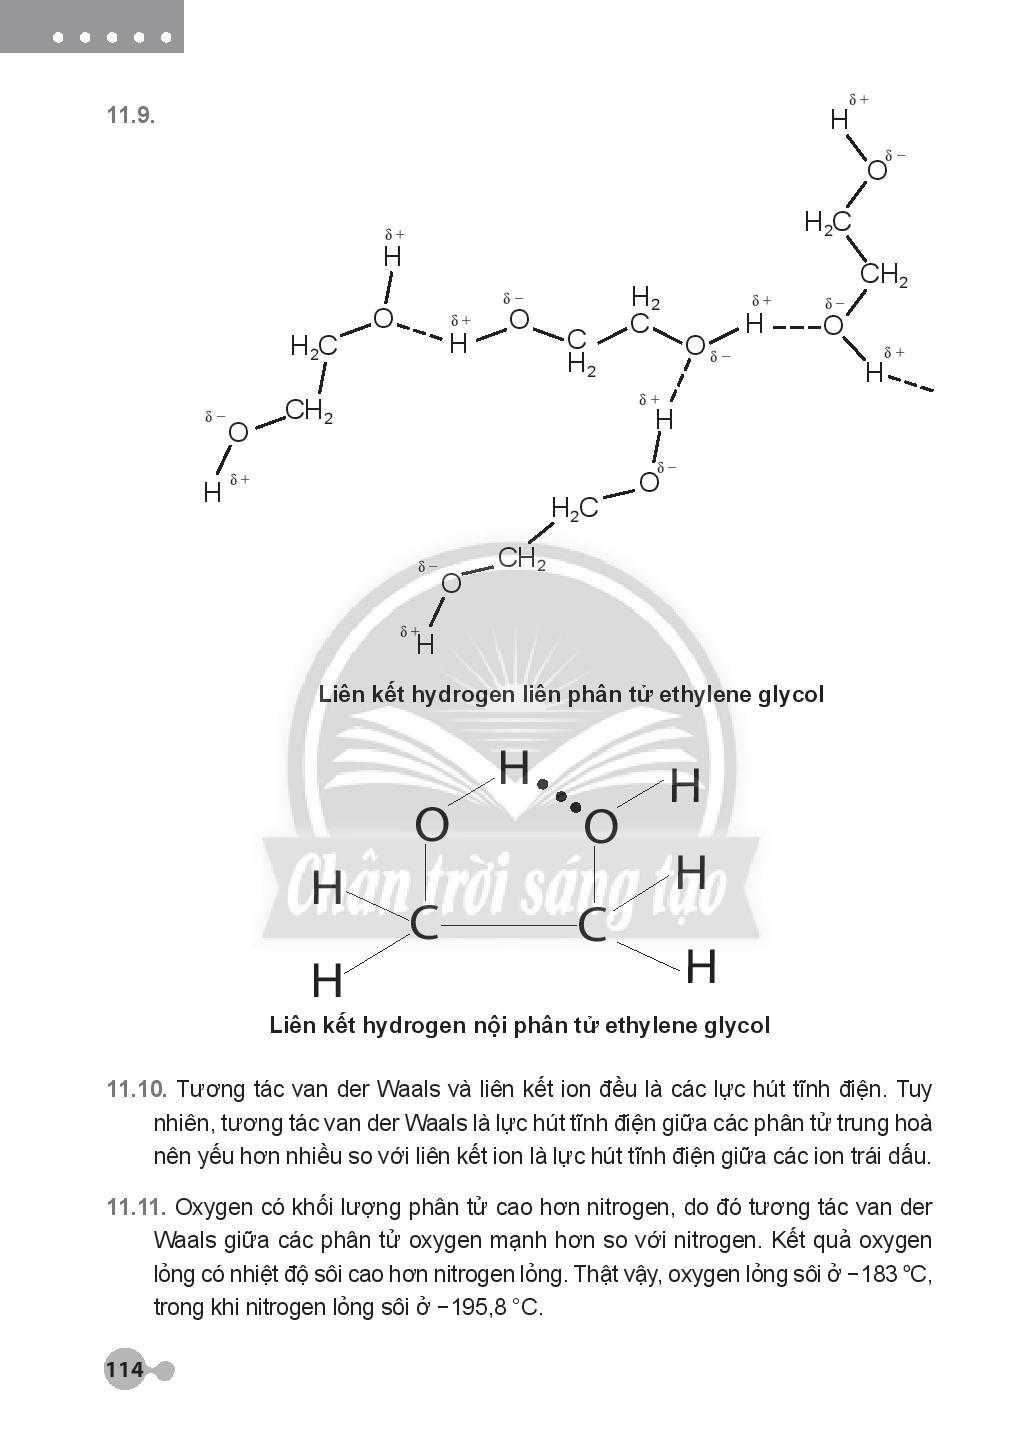 11.9.
δ+
H
O δ−
H₂C
CH₂
δ+
H
O
H₂C
CH₂
δ−
O
H δ+
δ+
H
δ−
O
C
H₂
H₂
C
O δ−
δ+
H
δ−
O
δ+
H
δ+
H
δ−
O
H₂C
CH₂
δ−
O
δ+
H
Liên kết hydrogen liên phân tử ethylene glycol
H
H
O
O
Chân trời sáng tạo
H
H
C
C
H
H
Liên kết hydrogen nội phân tử ethylene glycol
11.10. Tương tác van der Waals và liên kết ion đều là các lực hút tĩnh điện. Tuy
nhiên, tương tác van der Waals là lực hút tĩnh điện giữa các phân tử trung hoà
nên yếu hơn nhiều so với liên kết ion là lực hút tĩnh điện giữa các ion trái dấu.
11.11. Oxygen có khối lượng phân tử cao hơn nitrogen, do đó tương tác van der
Waals giữa các phân tử oxygen mạnh hơn so với nitrogen. Kết quả oxygen
lỏng có nhiệt độ sôi cao hơn nitrogen lỏng. Thật vậy, oxygen lỏng sôi ở −183 °C,
trong khi nitrogen lỏng sôi ở −195,8 °C.
114